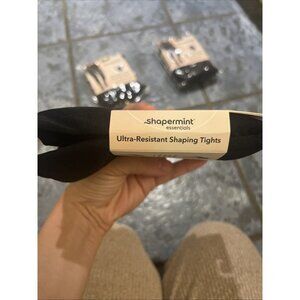 shapermint
essentials
Ultra-Resistant Shaping Tights